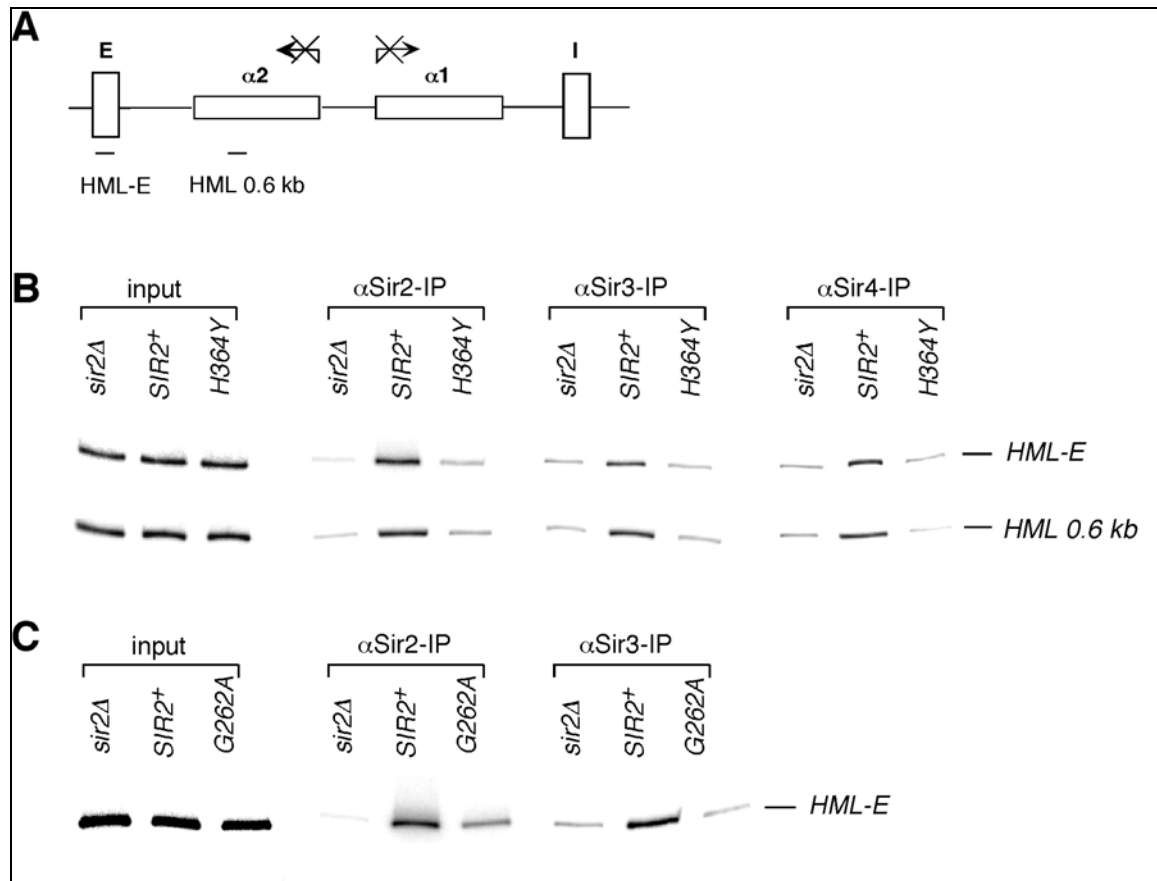 A
E
I
α2
α1
HML-E
HML 0.6 kb
B
input
αSir2-IP
αSir3-IP
αSir4-IP
sir2Δ
SIR2+
H364Y
sir2Δ
SIR2+
H364Y
sir2Δ
SIR2+
H364Y
sir2Δ
SIR2+
H364Y
HML-E
HML 0.6 kb
C
input
αSir2-IP
αSir3-IP
sir2Δ
SIR2+
G262A
sir2Δ
SIR2+
G262A
sir2Δ
SIR2+
G262A
HML-E